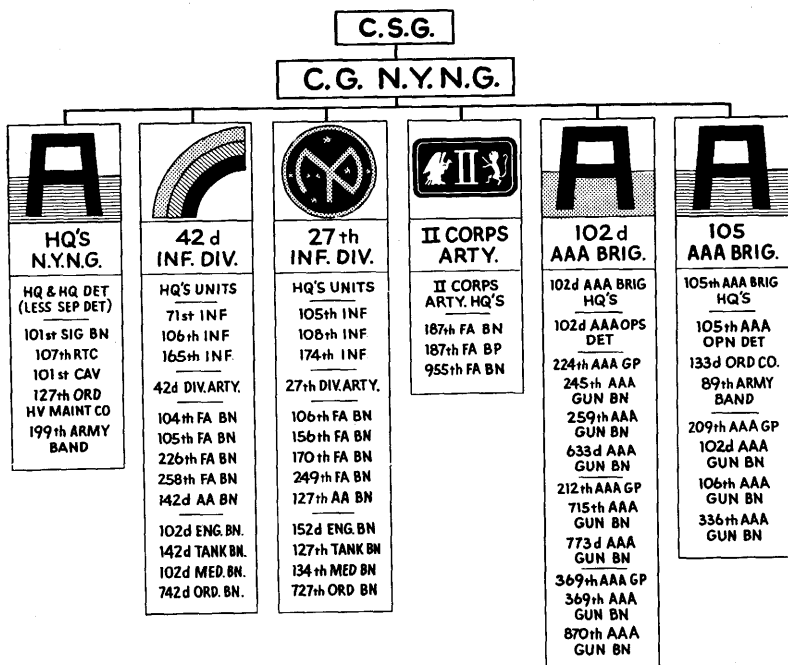 C.S.G.
C.G. N.Y.N.G.
HQ'S
N.Y.N.G.
HQ & HQ DET
(LESS SEP DET)
101st SIG BN
107th RTC
101st CAV
127th ORD
HV MAINT CO
199th ARMY
BAND
42d
INF. DIV.
HQ'S UNITS
71st INF
106th INF
165th INF
42d DIV. ARTY.
104th FA BN
105th FA BN
226th FA BN
258th FA BN
142d AA BN
102d ENG. BN.
142d TANK BN.
102d MED. BN.
742d ORD. BN.
27th
INF. DIV.
HQ'S UNITS
105th INF
108th INF
174th INF
27th DIV. ARTY.
106th FA BN
156th FA BN
170th FA BN
249th FA BN
127th AA BN
152d ENG. BN
127th TANK BN
134th MED BN
727th ORD BN
II
II CORPS
ARTY.
II CORPS
ARTY. HQ'S
187th FA BN
187th FA BP
955th FA BN
102d
AAA BRIG.
102d AAA BRIG
HQ'S
102d AAA OPS
DET
224th AAA GP
245th AAA
GUN BN
259th AAA
GUN BN
633d AAA
GUN BN
212th AAA GP
715th AAA
GUN BN
773d AAA
GUN BN
369th AAA GP
369th AAA
GUN BN
870th AAA
GUN BN
105
AAA BRIG.
105th AAA BRIG
HQ'S
105th AAA
OPN DET
133d ORD CO.
89th ARMY
BAND
209th AAA GP
102d AAA
GUN BN
106th AAA
GUN BN
336th AAA
GUN BN